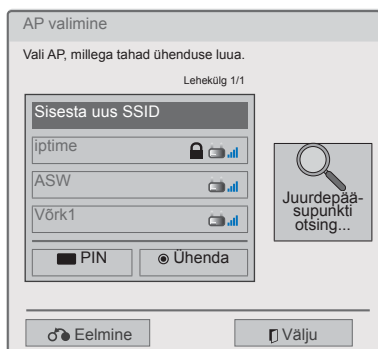 AP valimine
Vali AP, millega tahad ühenduse luua.
Lehekülg 1/1
Sisesta uus SSID
iptime
ASW
Võrk1
PIN
Ühenda
Juurdepää-
supunkti
otsing...
Eelmine
Välju